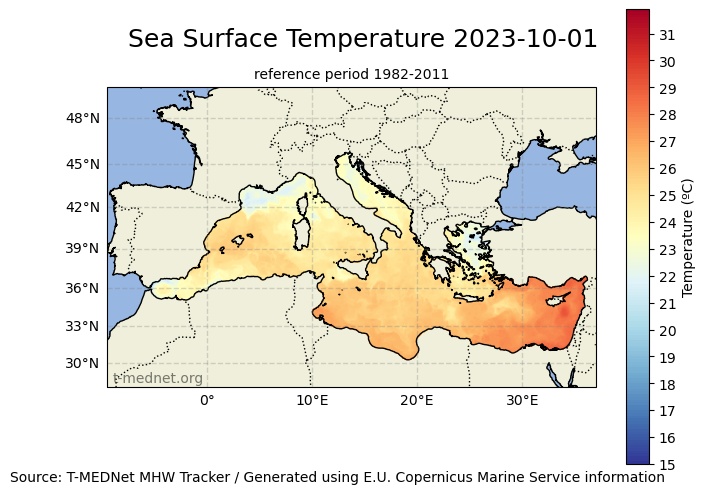 Sea Surface Temperature 2023-10-01
reference period 1982-2011
48°N
45°N
42°N
39°N
36°N
33°N
30°N
t-mednet.org
0°
10°E
20°E
30°E
31
30
29
28
27
26
25
24
23
22
21
20
19
18
17
16
15
Temperature (ºC)
Source: T-MEDNet MHW Tracker / Generated using E.U. Copernicus Marine Service information